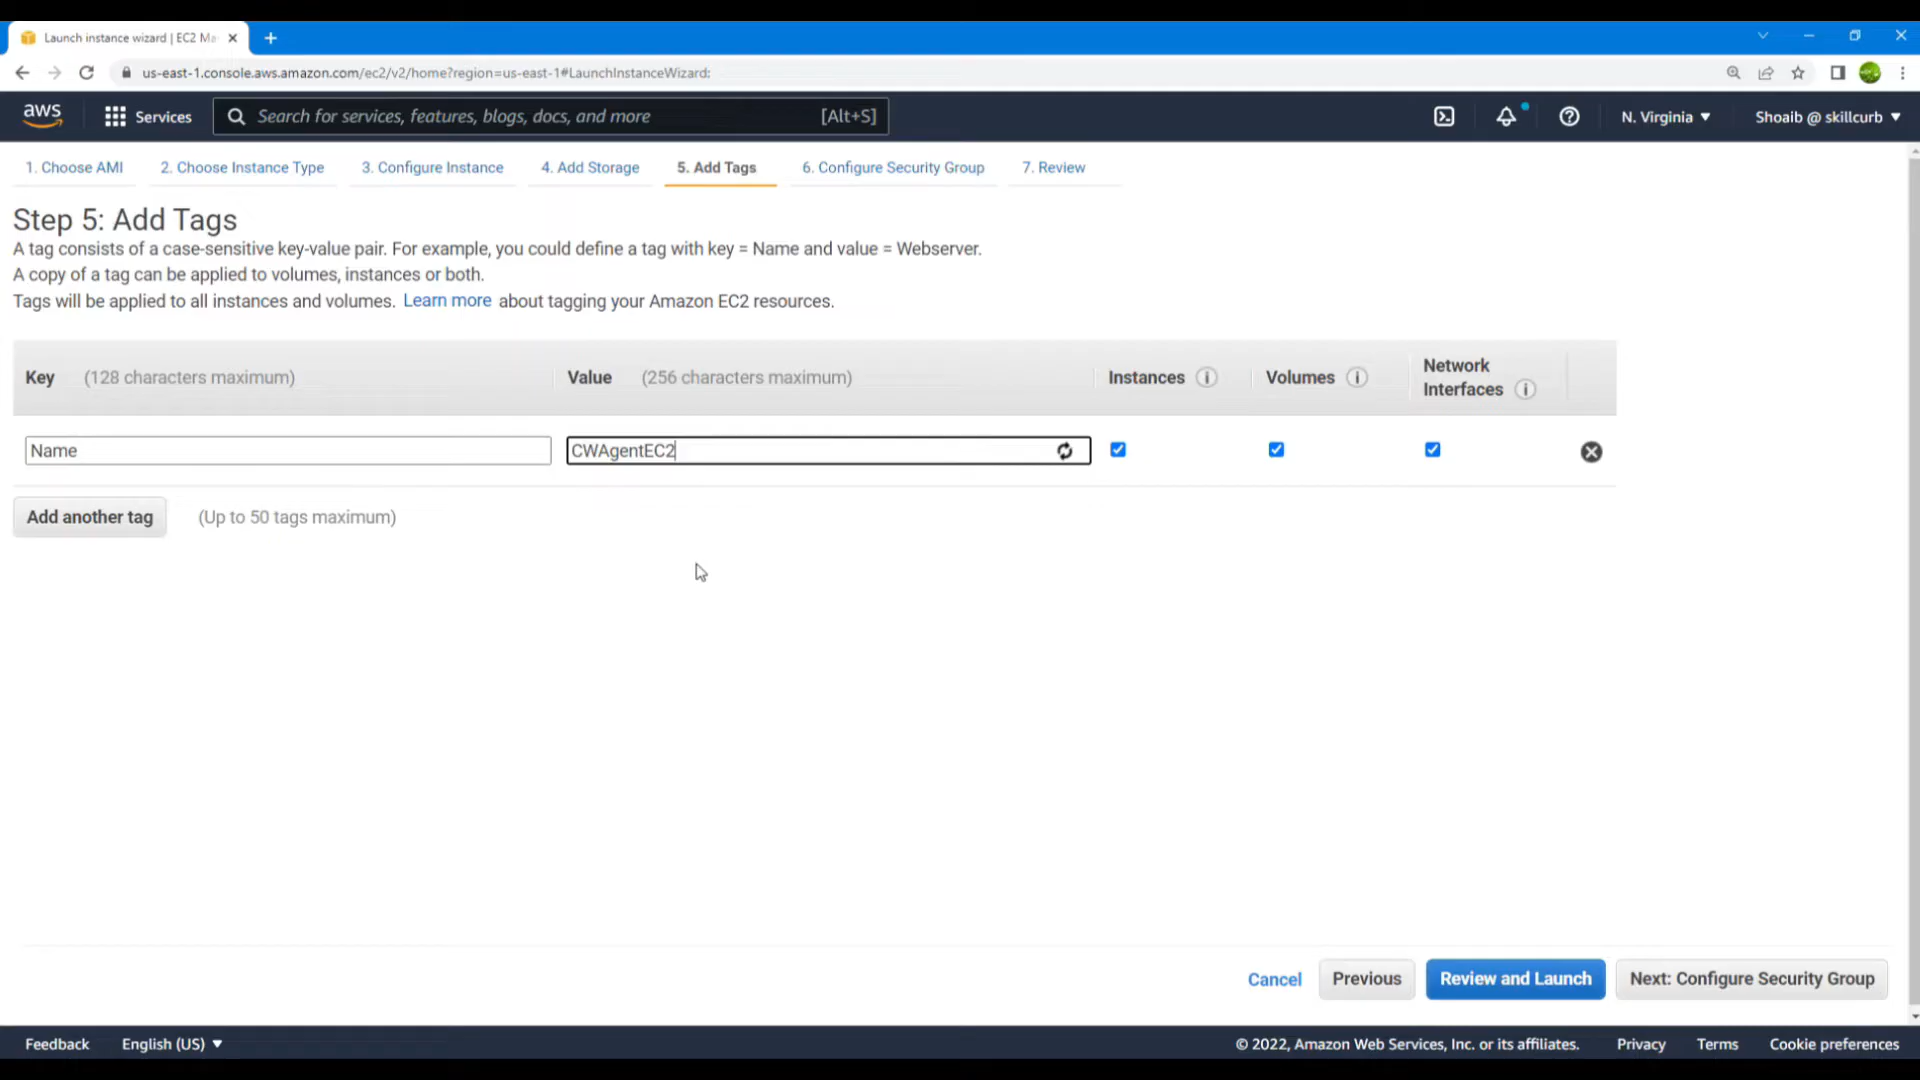 Launch instance wizard | EC2 Ma
us-east-1.console.aws.amazon.com/ec2/v2/home?region=us-east-1#LaunchInstanceWizard:
aws Services Search for services, features, blogs, docs, and more [Alt+S] N. Virginia Shoaib @ skillcurb
1. Choose AMI 2. Choose Instance Type 3. Configure Instance 4. Add Storage 5. Add Tags 6. Configure Security Group 7. Review
Step 5: Add Tags
A tag consists of a case-sensitive key-value pair. For example, you could define a tag with key = Name and value = Webserver.
A copy of a tag can be applied to volumes, instances or both.
Tags will be applied to all instances and volumes. Learn more about tagging your Amazon EC2 resources.
Key (128 characters maximum) Value (256 characters maximum) Instances Volumes Network Interfaces
Name CWAgentEC2
Add another tag (Up to 50 tags maximum)
Cancel Previous Review and Launch Next: Configure Security Group
Feedback English (US) © 2022, Amazon Web Services, Inc. or its affiliates. Privacy Terms Cookie preferences